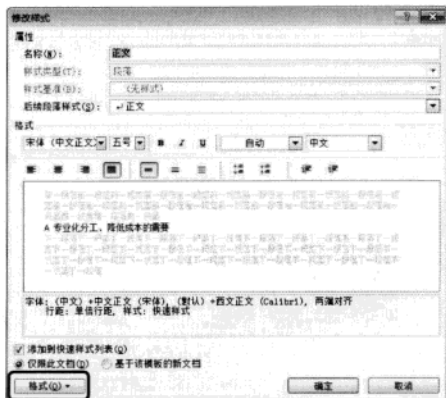 修改样式
属性
名称(N): 正文
样式类型(T): 段落
样式基准(B): (无样式)
后续段落样式(S): ↵正文
格式
宋体 (中文正文) 五号 B I U 自动 中文
A 专业化分工、降低成本的需要
字体: (中文) +中文正文 (宋体), (默认) +西文正文 (Calibri), 两端对齐
行距: 单倍行距, 样式: 快速样式
添加到快速样式列表(Q)
仅限此文档(D) 基于该模板的新文档
格式(O) 确定 取消